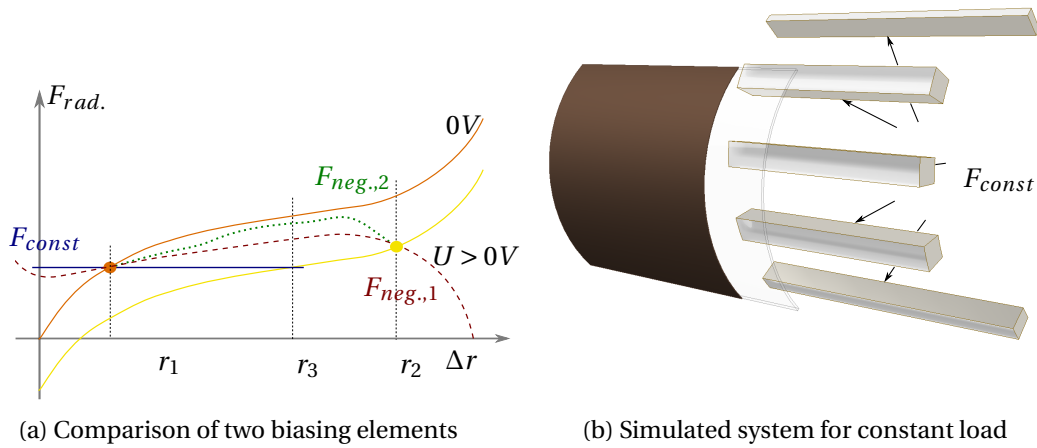 F_rad.
0V
F_neg.,2
F_const
U > 0V
F_neg.,1
r_1
r_3
r_2
Δr
(a) Comparison of two biasing elements
F_const
(b) Simulated system for constant load